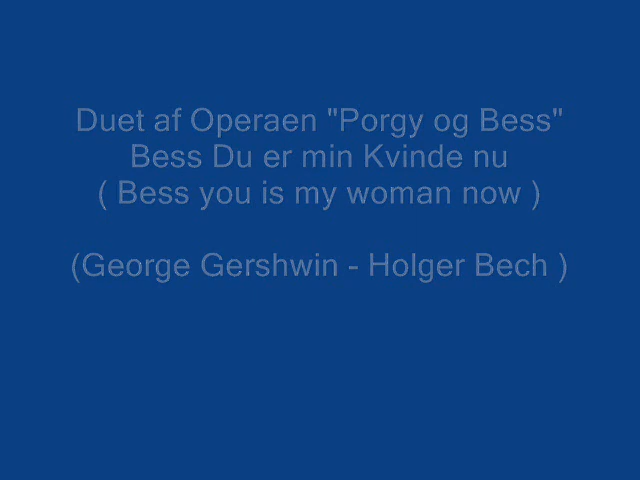 Duet af Operaen "Porgy og Bess"
Bess Du er min Kvinde nu
( Bess you is my woman now )
(George Gershwin - Holger Bech )